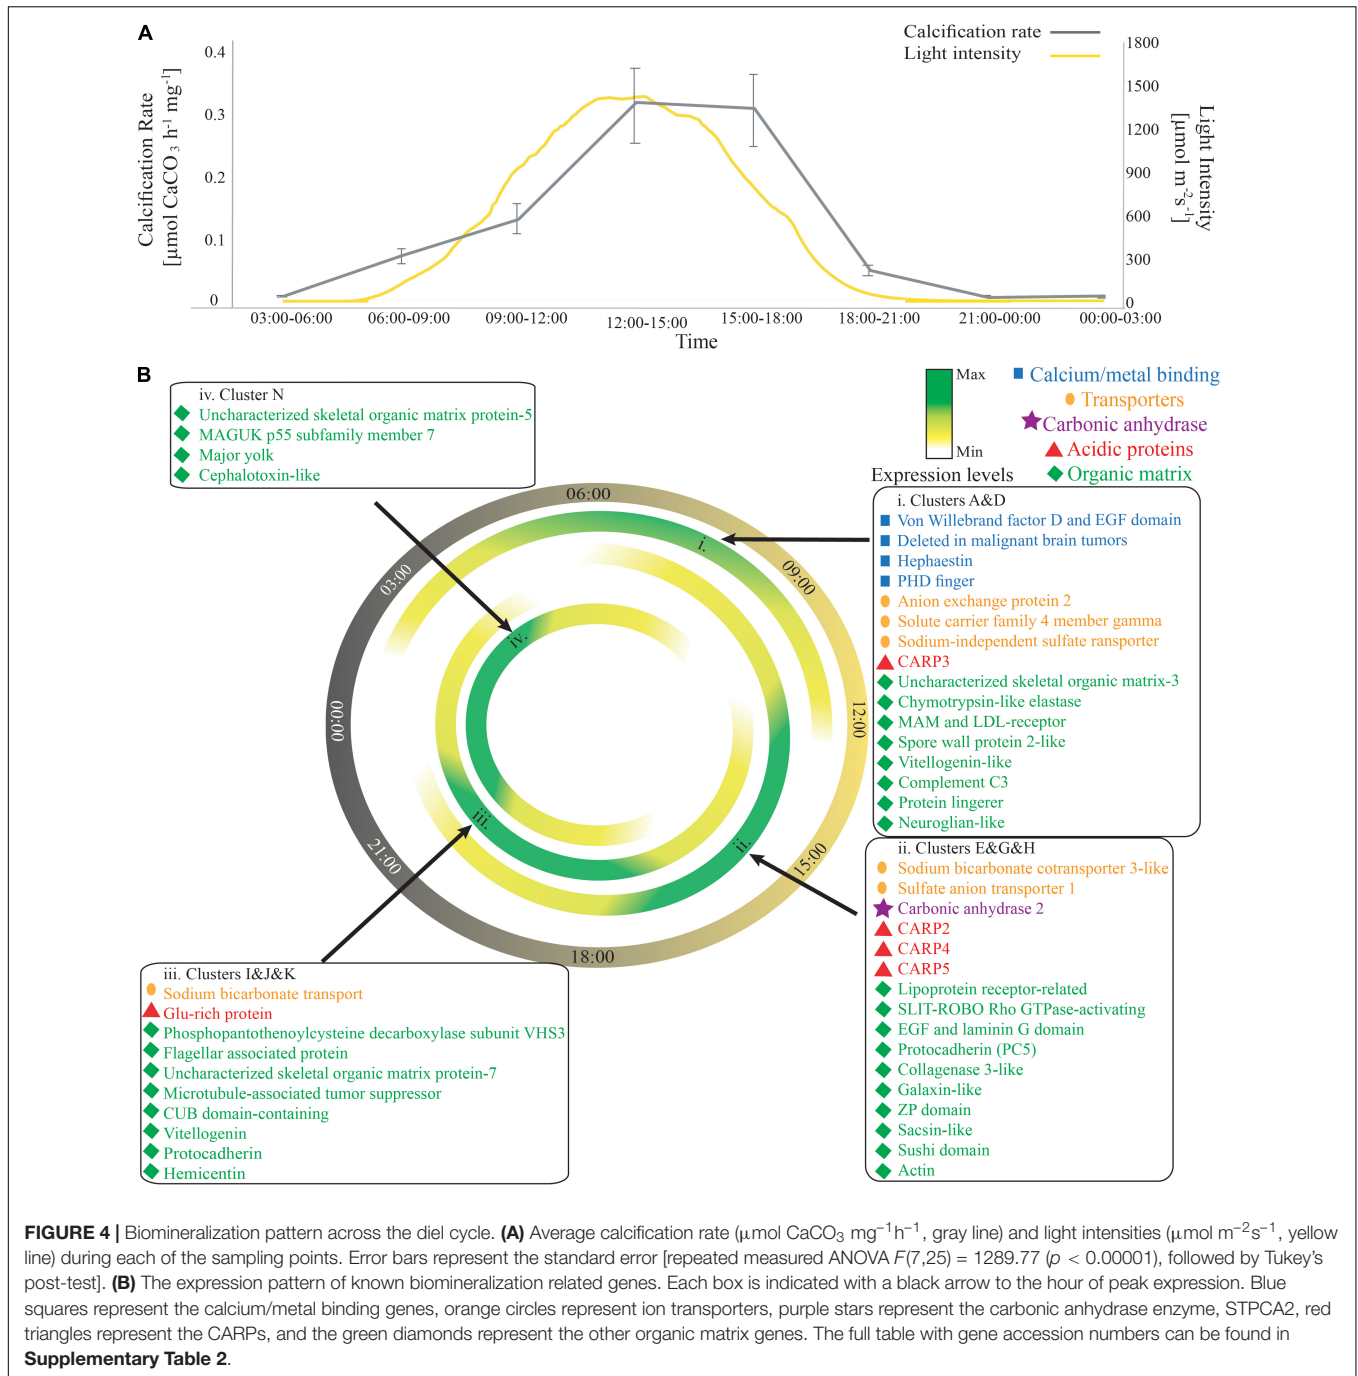 A
Calcification rate
Light intensity
Calcification Rate
[µmol CaCO3 h-1 mg-1]
0.4
0.3
0.2
0.1
0
1800
1500
1200
900
600
300
0
Light Intensity
[µmol m-2s-1]
03:00-06:00
06:00-09:00
09:00-12:00
12:00-15:00
15:00-18:00
18:00-21:00
21:00-00:00
00:00-03:00
Time
B
iv. Cluster N
Uncharacterized skeletal organic matrix protein-5
MAGUK p55 subfamily member 7
Major yolk
Cephalotoxin-like
Max
Min
Expression levels
Calcium/metal binding
Transporters
Carbonic anhydrase
Acidic proteins
Organic matrix
06:00
09:00
12:00
15:00
18:00
21:00
00:00
03:00
i.
ii.
iii.
iv.
i. Clusters A&D
Von Willebrand factor D and EGF domain
Deleted in malignant brain tumors
Hephaestin
PHD finger
Anion exchange protein 2
Solute carrier family 4 member gamma
Sodium-independent sulfate ransporter
CARP3
Uncharacterized skeletal organic matrix-3
Chymotrypsin-like elastase
MAM and LDL-receptor
Spore wall protein 2-like
Vitellogenin-like
Complement C3
Protein lingerer
Neuroglian-like
ii. Clusters E&G&H
Sodium bicarbonate cotransporter 3-like
Sulfate anion transporter 1
Carbonic anhydrase 2
CARP2
CARP4
CARP5
Lipoprotein receptor-related
SLIT-ROBO Rho GTPase-activating
EGF and laminin G domain
Protocadherin (PC5)
Collagenase 3-like
Galaxin-like
ZP domain
Sacsin-like
Sushi domain
Actin
iii. Clusters I&J&K
Sodium bicarbonate transport
Glu-rich protein
Phosphopantothenoylcysteine decarboxylase subunit VHS3
Flagellar associated protein
Uncharacterized skeletal organic matrix protein-7
Microtubule-associated tumor suppressor
CUB domain-containing
Vitellogenin
Protocadherin
Hemicentin
FIGURE 4 | Biomineralization pattern across the diel cycle. (A) Average calcification rate (µmol CaCO3 mg−1h−1, gray line) and light intensities (µmol m−2s−1, yellow
line) during each of the sampling points. Error bars represent the standard error [repeated measured ANOVA F(7,25) = 1289.77 (p < 0.00001), followed by Tukey's
post-test]. (B) The expression pattern of known biomineralization related genes. Each box is indicated with a black arrow to the hour of peak expression. Blue
squares represent the calcium/metal binding genes, orange circles represent ion transporters, purple stars represent the carbonic anhydrase enzyme, STPCA2, red
triangles represent the CARPs, and the green diamonds represent the other organic matrix genes. The full table with gene accession numbers can be found in
Supplementary Table 2.